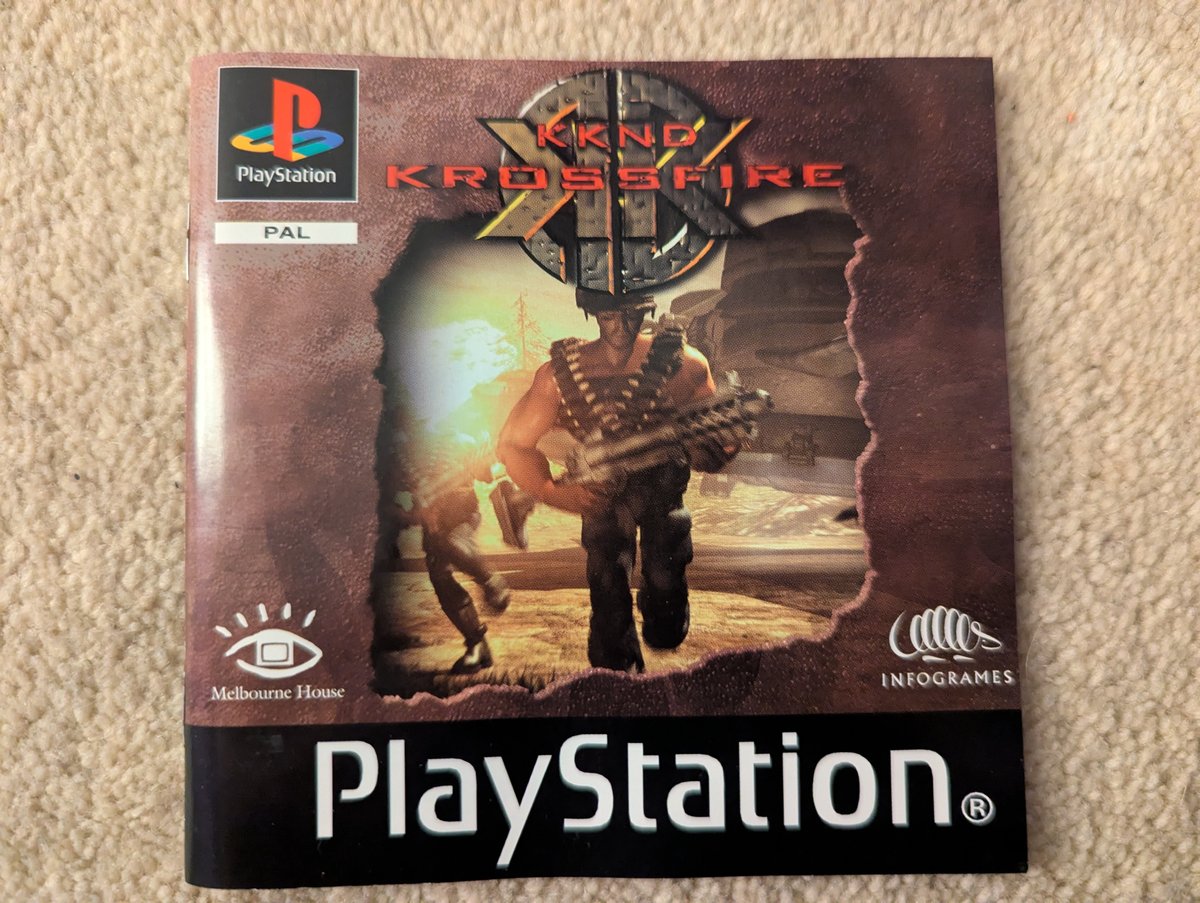 PlayStation
PAL
KKND
KROSSFIRE
Melbourne House
INFOGRAMES
PlayStation®